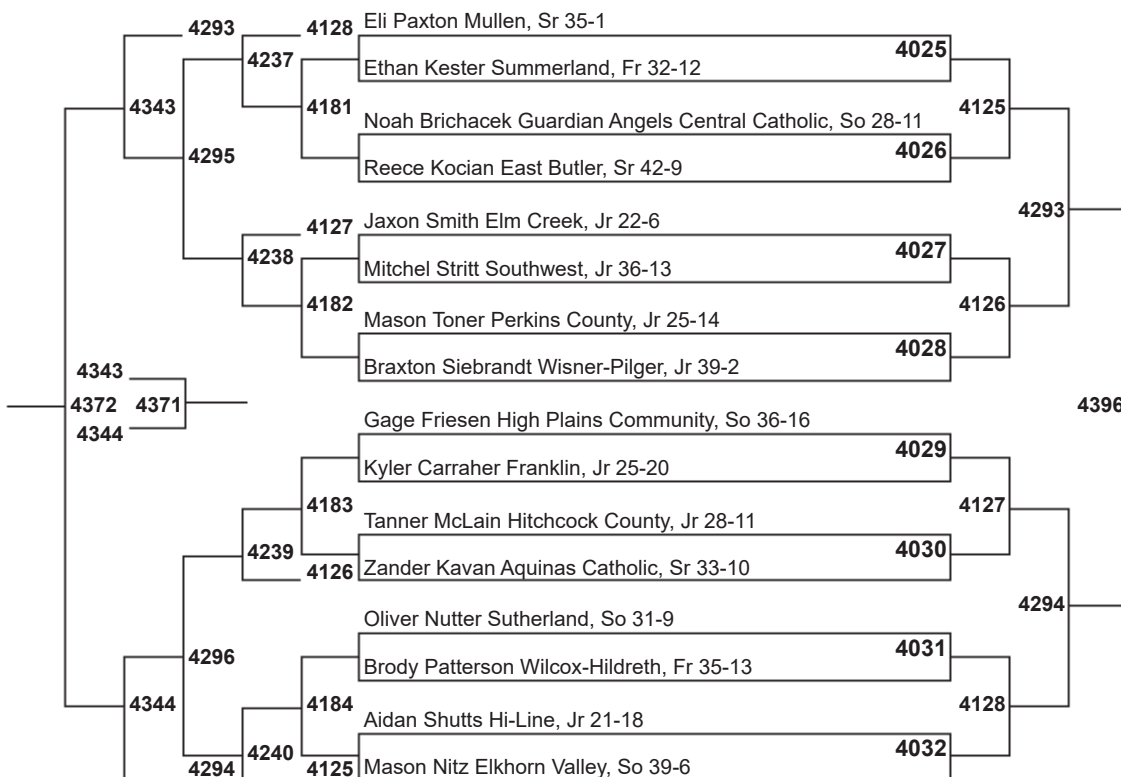 4293
4128
Eli Paxton Mullen, Sr 35-1
4237
4025
Ethan Kester Summerland, Fr 32-12
4343
4181
4125
Noah Brichacek Guardian Angels Central Catholic, So 28-11
4295
4026
Reece Kocian East Butler, Sr 42-9
4293
4127
Jaxon Smith Elm Creek, Jr 22-6
4238
4027
Mitchel Stritt Southwest, Jr 36-13
4182
4126
Mason Toner Perkins County, Jr 25-14
4028
Braxton Siebrandt Wisner-Pilger, Jr 39-2
4343
4372
4371
4396
4344
Gage Friesen High Plains Community, So 36-16
4029
Kyler Carraher Franklin, Jr 25-20
4183
4127
Tanner McLain Hitchcock County, Jr 28-11
4239
4030
4126
Zander Kavan Aquinas Catholic, Sr 33-10
4294
Oliver Nutter Sutherland, So 31-9
4296
4031
Brody Patterson Wilcox-Hildreth, Fr 35-13
4344
4184
4128
Aidan Shutts Hi-Line, Jr 21-18
4240
4032
4294
4125
Mason Nitz Elkhorn Valley, So 39-6